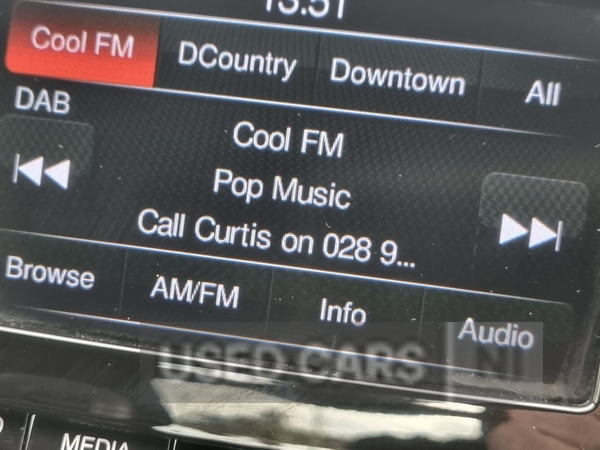 13:51
Cool FM DCountry Downtown All
DAB
Cool FM
Pop Music
Call Curtis on 028 9...
Browse AM/FM Info Audio
USED CARS NI
MEDIA